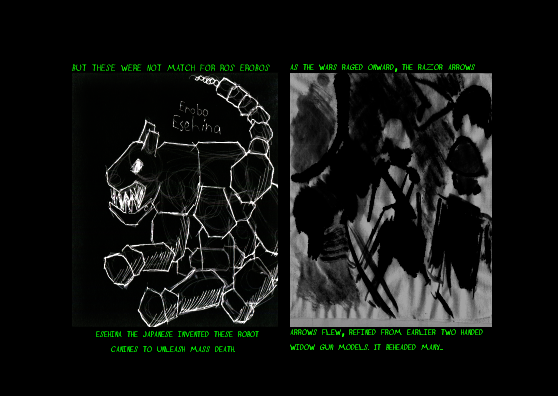 BUT THESE WERE NOT MATCH FOR ROS EROBOS
Erobo
Esehina
ESEHINA THE JAPANESE INVENTED THESE ROBOT
CANINES TO UNLEASH MASS DEATH.
AS THE WARS RAGED ONWARD, THE RAZZOR ARROWS
ARROWS FLEW, REFINED FROM EARLIER TWO HANDED
WIDOW GUN MODELS. IT BEHEADED MANY...